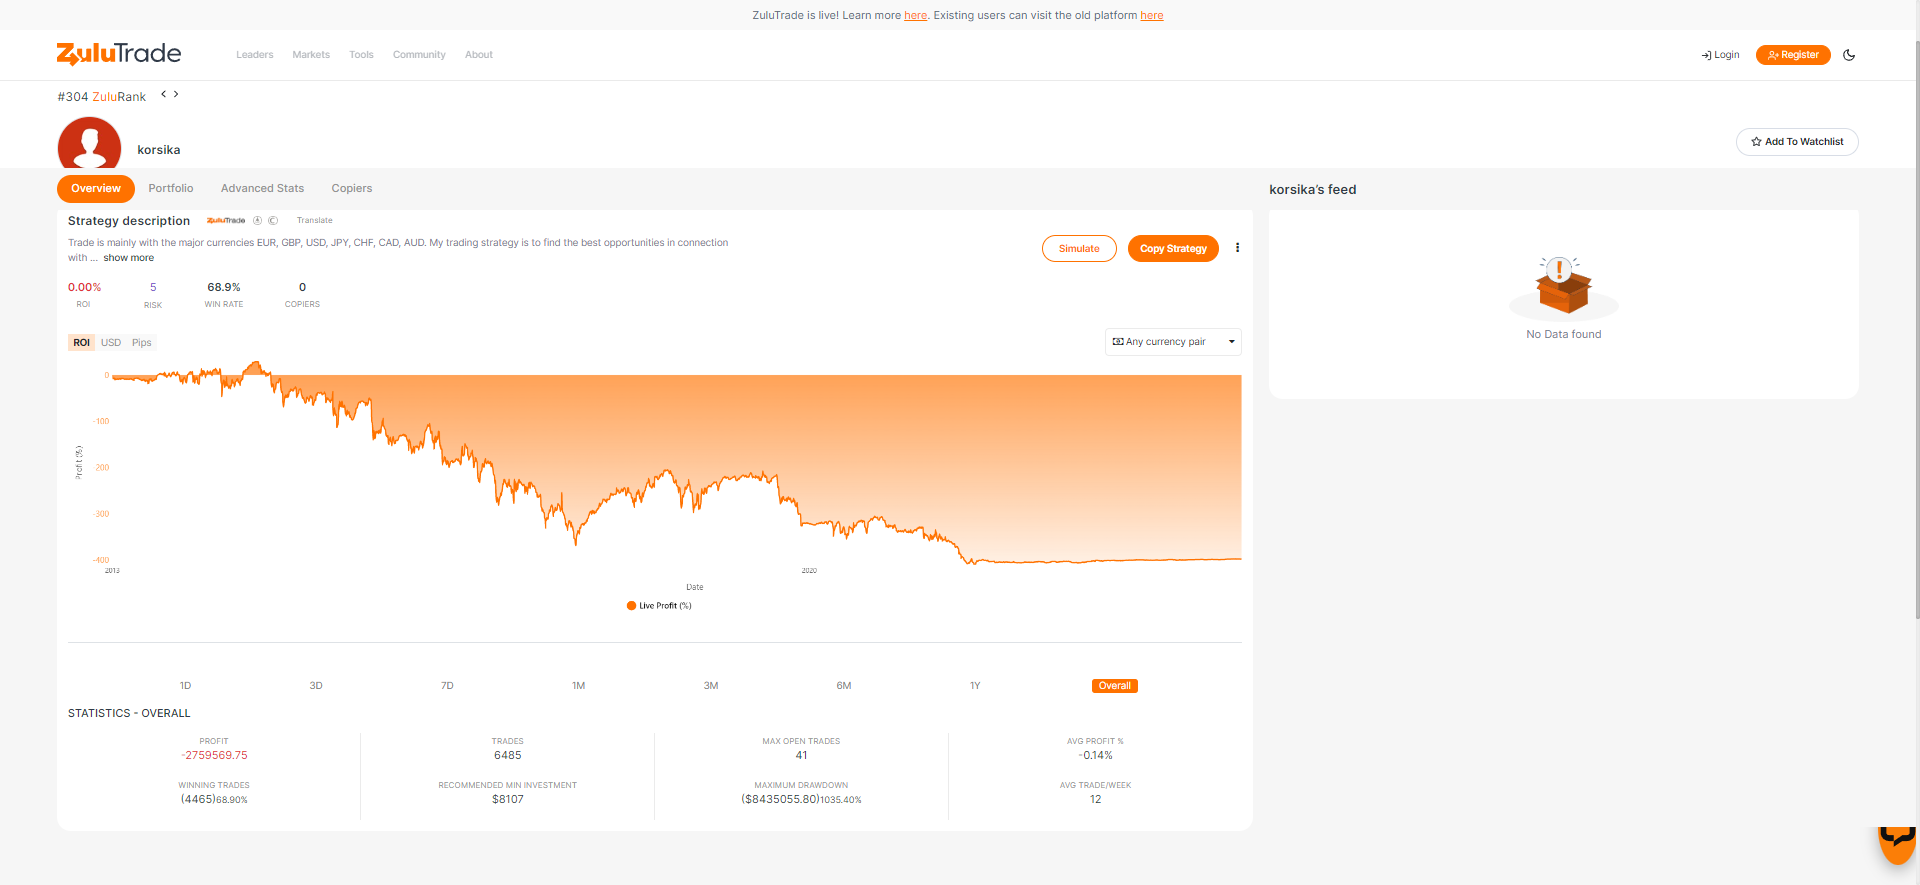 ZuluTrade is live! Learn more here. Existing users can visit the old platform here
ZuluTrade
Leaders Markets Tools Community About
Login
Register
#304 ZuluRank
korsika
Add To Watchlist
Overview Portfolio Advanced Stats Copiers
korsika's feed
Strategy description ZuluTrade Translate
Trade is mainly with the major currencies EUR, GBP, USD, JPY, CHF, CAD, AUD. My trading strategy is to find the best opportunities in connection
with ... show more
Simulate
Copy Strategy
0.00% 5 68.9% 0
ROI RISK WIN RATE COPIERS
No Data found
ROI USD Pips
Any currency pair
0
-100
-200
-300
-400
Profit (%)
2013 2020
Date
Live Profit (%)
1D 3D 7D 1M 3M 6M 1Y Overall
STATISTICS - OVERALL
PROFIT TRADES MAX OPEN TRADES AVG PROFIT %
-2759569.75 6485 41 -0.14%
WINNING TRADES RECOMMENDED MIN INVESTMENT MAXIMUM DRAWDOWN AVG TRADE/WEEK
(4465)68.90% $8107 ($8435055.80)1035.40% 12